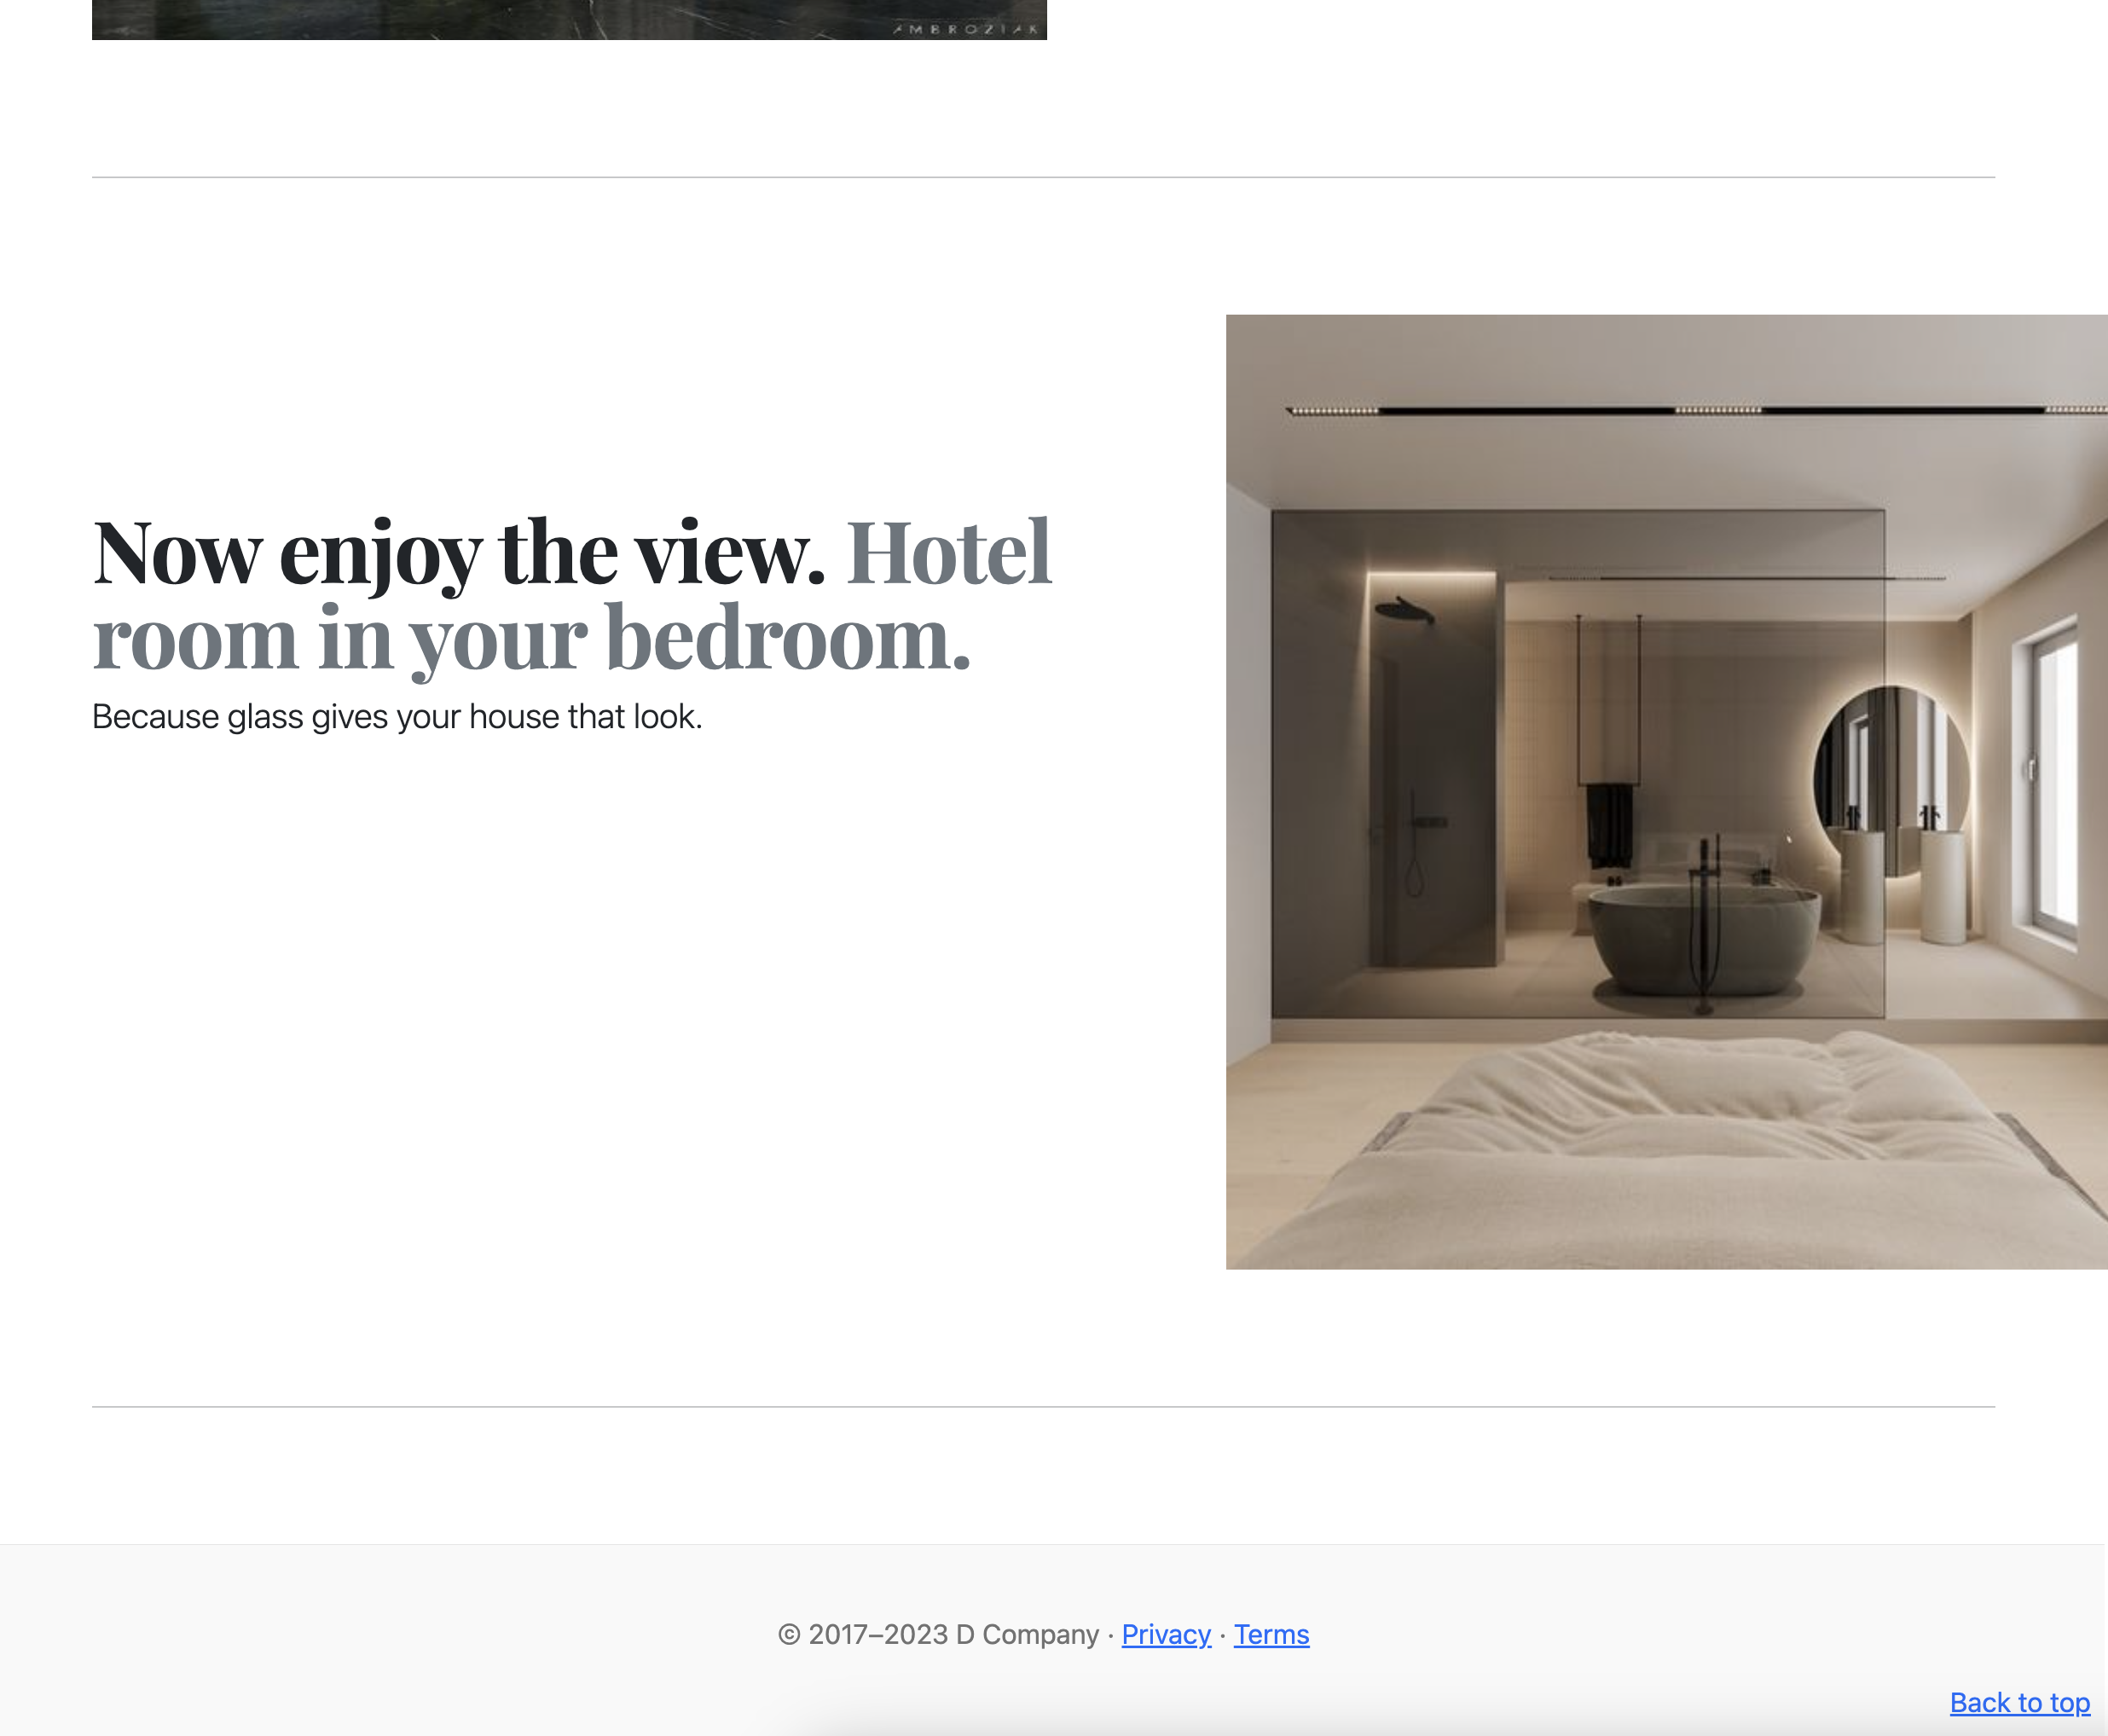 AMBROZIAK
Now enjoy the view. Hotel
room in your bedroom.
Because glass gives your house that look.
© 2017–2023 D Company · Privacy · Terms
Back to top